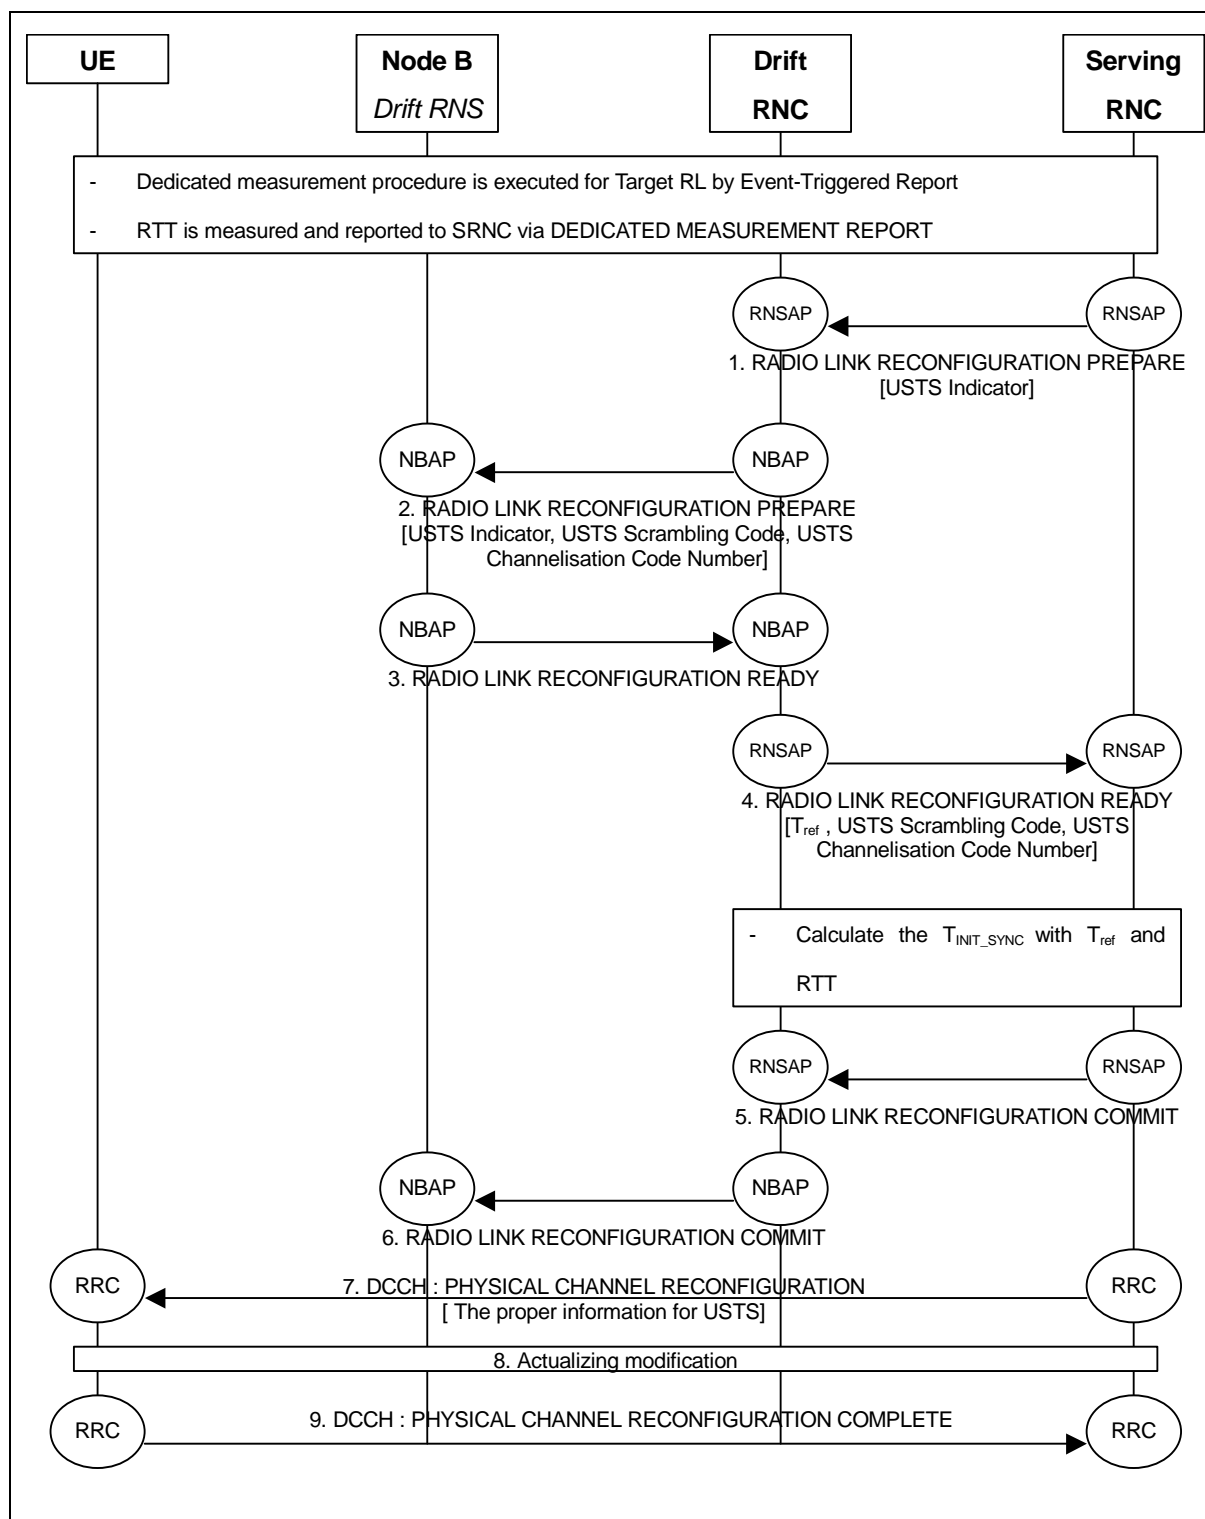 UE
Node B
Drift RNS
Drift
RNC
Serving
RNC
- Dedicated measurement procedure is executed for Target RL by Event-Triggered Report
- RTT is measured and reported to SRNC via DEDICATED MEASUREMENT REPORT
RNSAP
RNSAP
1. RADIO LINK RECONFIGURATION PREPARE
[USTS Indicator]
NBAP
NBAP
2. RADIO LINK RECONFIGURATION PREPARE
[USTS Indicator, USTS Scrambling Code, USTS
Channelisation Code Number]
NBAP
NBAP
3. RADIO LINK RECONFIGURATION READY
RNSAP
RNSAP
4. RADIO LINK RECONFIGURATION READY
[Tref , USTS Scrambling Code, USTS
Channelisation Code Number]
- Calculate the TINIT_SYNC with Tref and
RTT
RNSAP
RNSAP
5. RADIO LINK RECONFIGURATION COMMIT
NBAP
NBAP
6. RADIO LINK RECONFIGURATION COMMIT
RRC
RRC
7. DCCH : PHYSICAL CHANNEL RECONFIGURATION
[ The proper information for USTS]
8. Actualizing modification
RRC
RRC
9. DCCH : PHYSICAL CHANNEL RECONFIGURATION COMPLETE